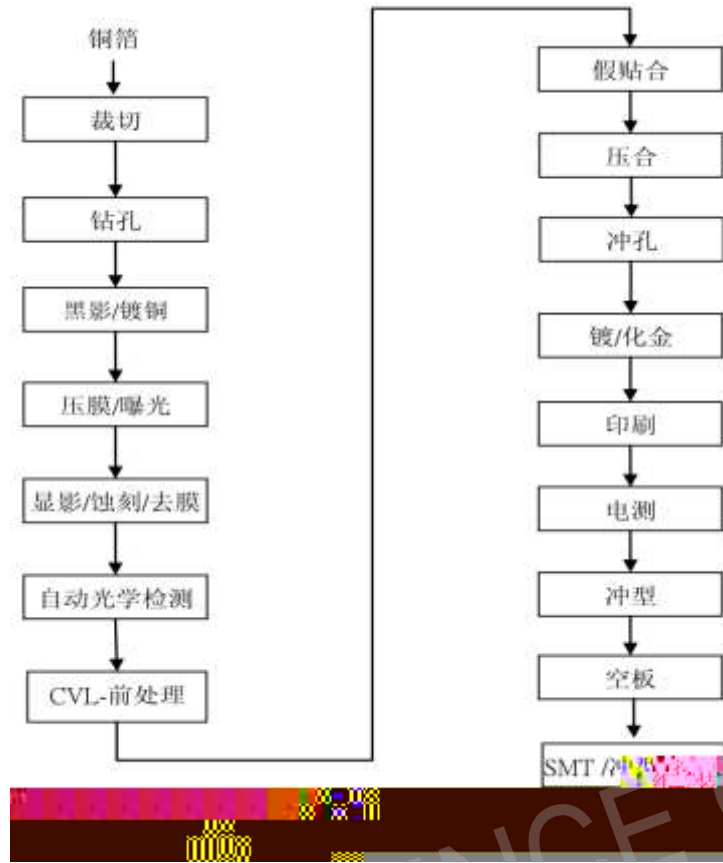 铜箔
裁切
钻孔
黑影/镀铜
压膜/曝光
显影/蚀刻/去膜
自动光学检测
CVL-前处理
假贴合
压合
冲孔
镀/化金
印刷
电测
冲型
空板
SMT /冲
ENCE